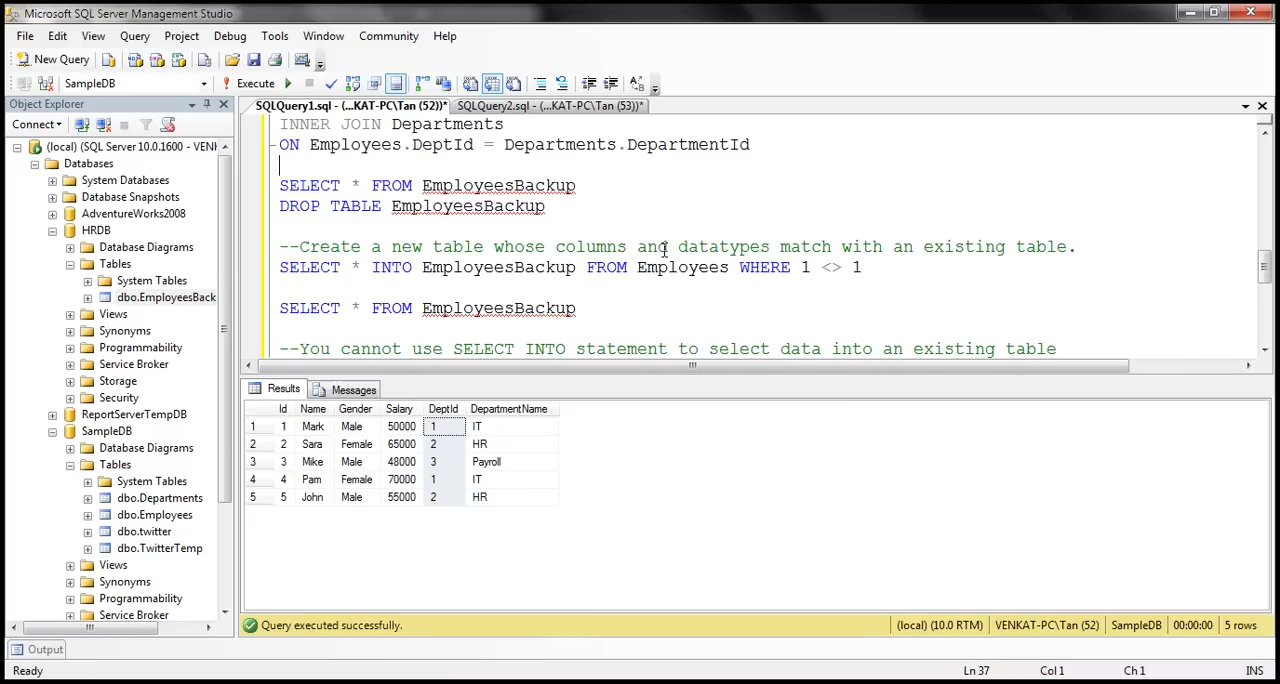 Microsoft SQL Server Management Studio
File Edit View Query Project Debug Tools Window Community Help
New Query
SampleDB Execute
Object Explorer
SQLQuery1.sql - (...KAT-PC\Tan (52))* SQLQuery2.sql - (...KAT-PC\Tan (53))*
Connect
(local) (SQL Server 10.0.1600 - VENKAT
Databases
System Databases
Database Snapshots
AdventureWorks2008
HRDB
Database Diagrams
Tables
System Tables
dbo.EmployeesBack
Views
Synonyms
Programmability
Service Broker
Storage
Security
ReportServerTempDB
SampleDB
Database Diagrams
Tables
System Tables
dbo.Departments
dbo.Employees
dbo.twitter
dbo.TwitterTemp
Views
Synonyms
Programmability
Service Broker
INNER JOIN Departments
ON Employees.DeptId = Departments.DepartmentId
SELECT * FROM EmployeesBackup
DROP TABLE EmployeesBackup
--Create a new table whose columns and datatypes match with an existing table.
SELECT * INTO EmployeesBackup FROM Employees WHERE 1 <> 1
SELECT * FROM EmployeesBackup
--You cannot use SELECT INTO statement to select data into an existing table
Results Messages
Id Name Gender Salary DeptId DepartmentName
1 1 Mark Male 50000 1 IT
2 2 Sara Female 65000 2 HR
3 3 Mike Male 48000 3 Payroll
4 4 Pam Female 70000 1 IT
5 5 John Male 55000 2 HR
Query executed successfully. (local) (10.0 RTM) VENKAT-PC\Tan (52) SampleDB 00:00:00 5 rows
Output
Ready Ln 37 Col 1 Ch 1 INS